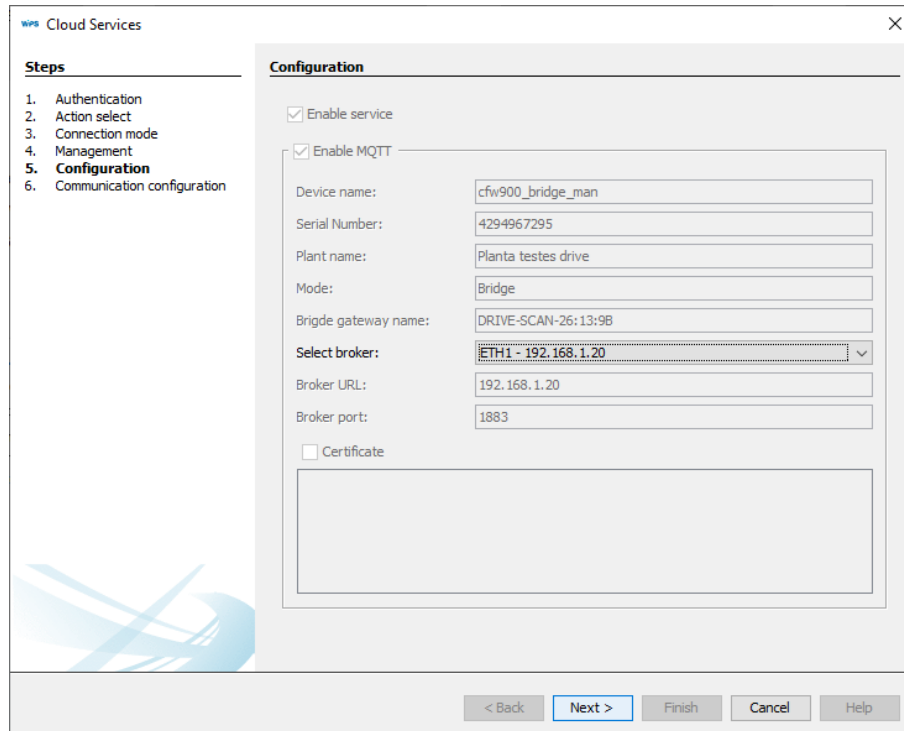 WPS Cloud Services
Steps
1. Authentication
2. Action select
3. Connection mode
4. Management
5. Configuration
6. Communication configuration
Configuration
Enable service
Enable MQTT
Device name: cfw900_bridge_man
Serial Number: 4294967295
Plant name: Planta testes drive
Mode: Bridge
Brigde gateway name: DRIVE-SCAN-26:13:9B
Select broker: ETH1 - 192.168.1.20
Broker URL: 192.168.1.20
Broker port: 1883
Certificate
< Back Next > Finish Cancel Help